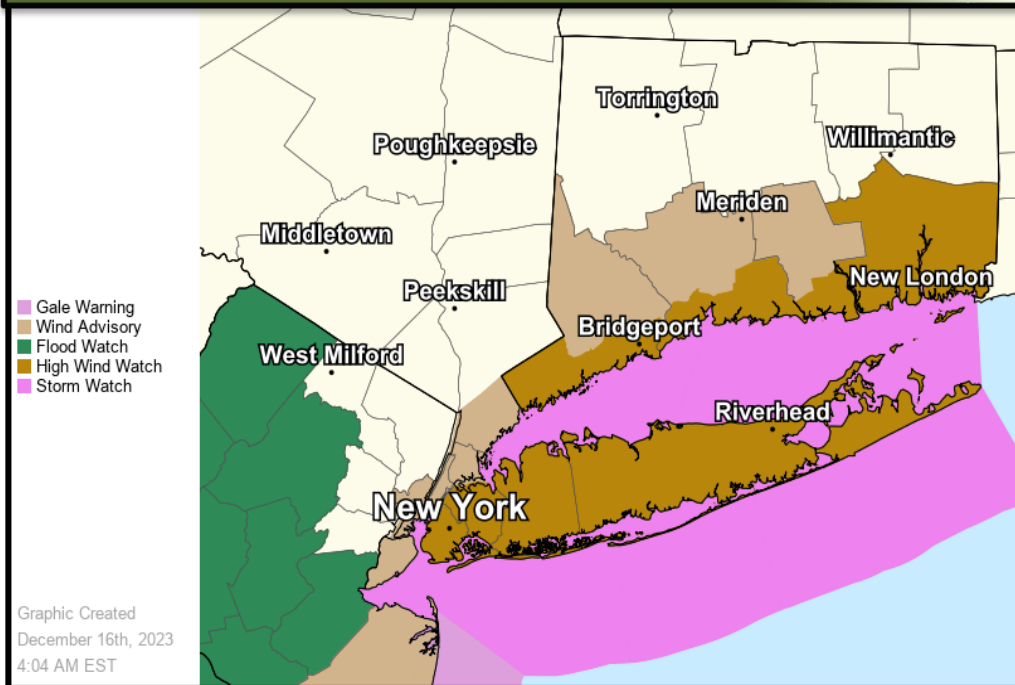 Torrington
Willimantic
Poughkeepsie
Meriden
Middletown
New London
Peekskill
Gale Warning
Wind Advisory
Flood Watch
High Wind Watch
Storm Watch
Bridgeport
West Milford
Riverhead
New York
Graphic Created
December 16th, 2023
4:04 AM EST